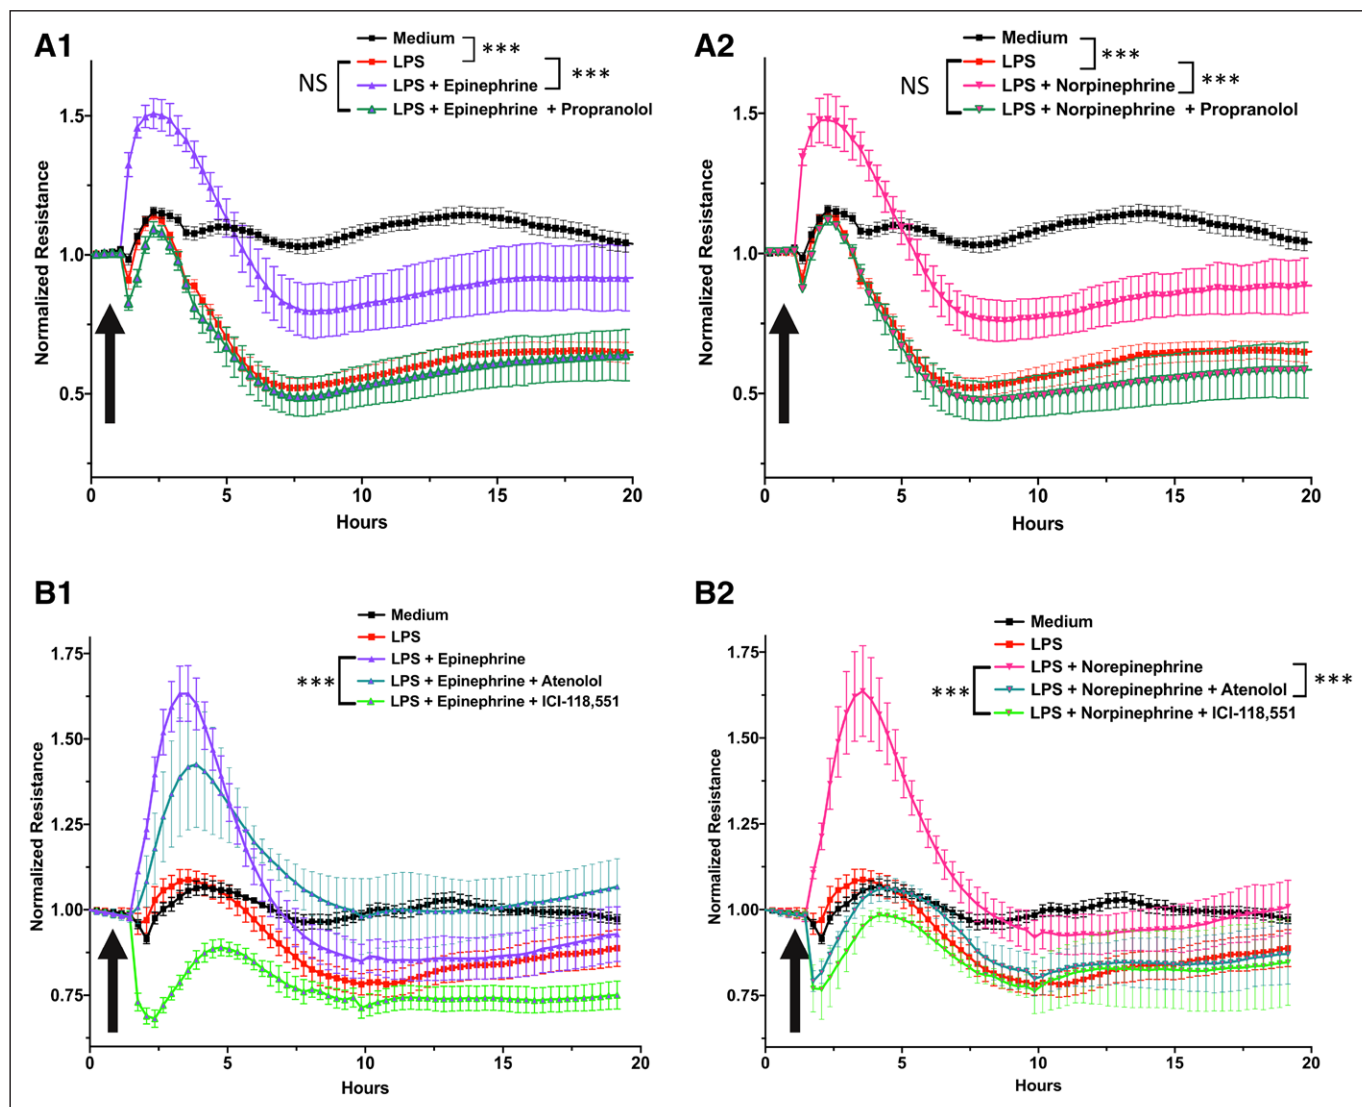 A1
Medium
***
LPS
NS
LPS + Epinephrine
***
LPS + Epinephrine + Propranolol
Normalized Resistance
1.5
1.0
0.5
0
5
10
15
20
Hours
A2
Medium
***
LPS
NS
LPS + Norpinephrine
***
LPS + Norpinephrine + Propranolol
Normalized Resistance
1.5
1.0
0.5
0
5
10
15
20
Hours
B1
Medium
LPS
LPS + Epinephrine
***
LPS + Epinephrine + Atenolol
LPS + Epinephrine + ICI-118,551
Normalized Resistance
1.75
1.50
1.25
1.00
0.75
0
5
10
15
20
Hours
B2
Medium
LPS
LPS + Norepinephrine
***
LPS + Norepinephrine + Atenolol
***
LPS + Norpinephrine + ICI-118,551
Normalized Resistance
1.75
1.50
1.25
1.00
0.75
0
5
10
15
20
Hours